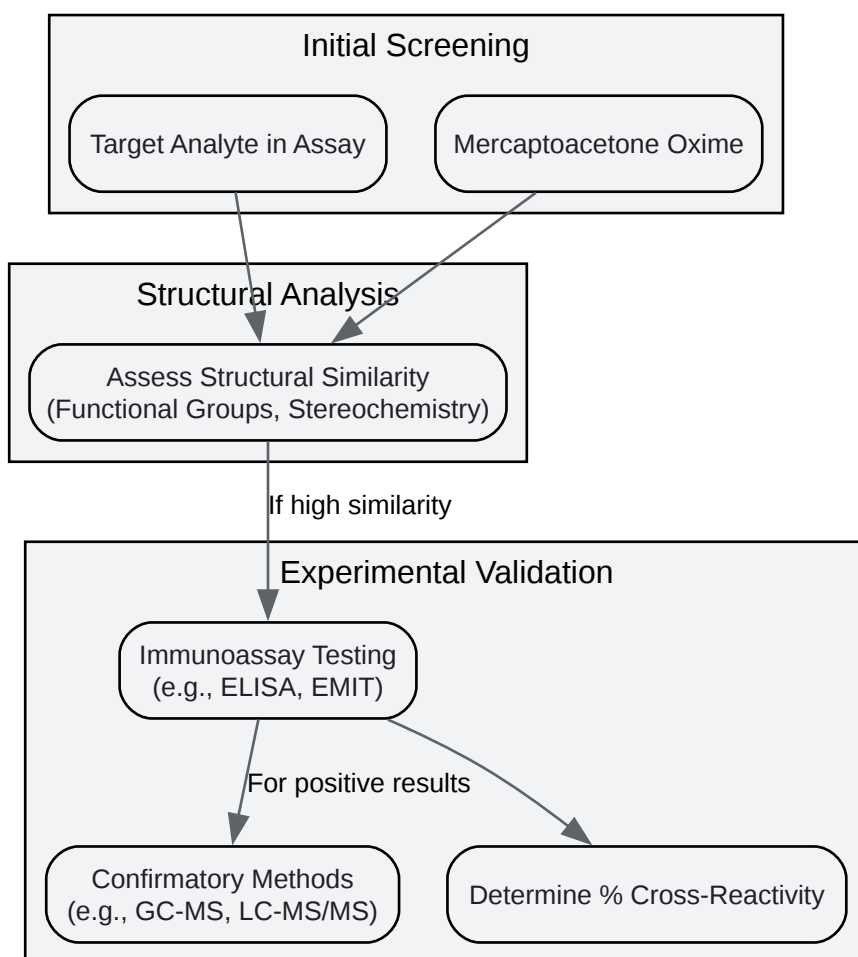 Initial Screening
Target Analyte in Assay
Mercaptoacetone Oxime
Structural Analysis
Assess Structural Similarity
(Functional Groups, Stereochemistry)
If high similarity
Experimental Validation
Immunoassay Testing
(e.g., ELISA, EMIT)
For positive results
Confirmatory Methods
(e.g., GC-MS, LC-MS/MS)
Determine % Cross-Reactivity